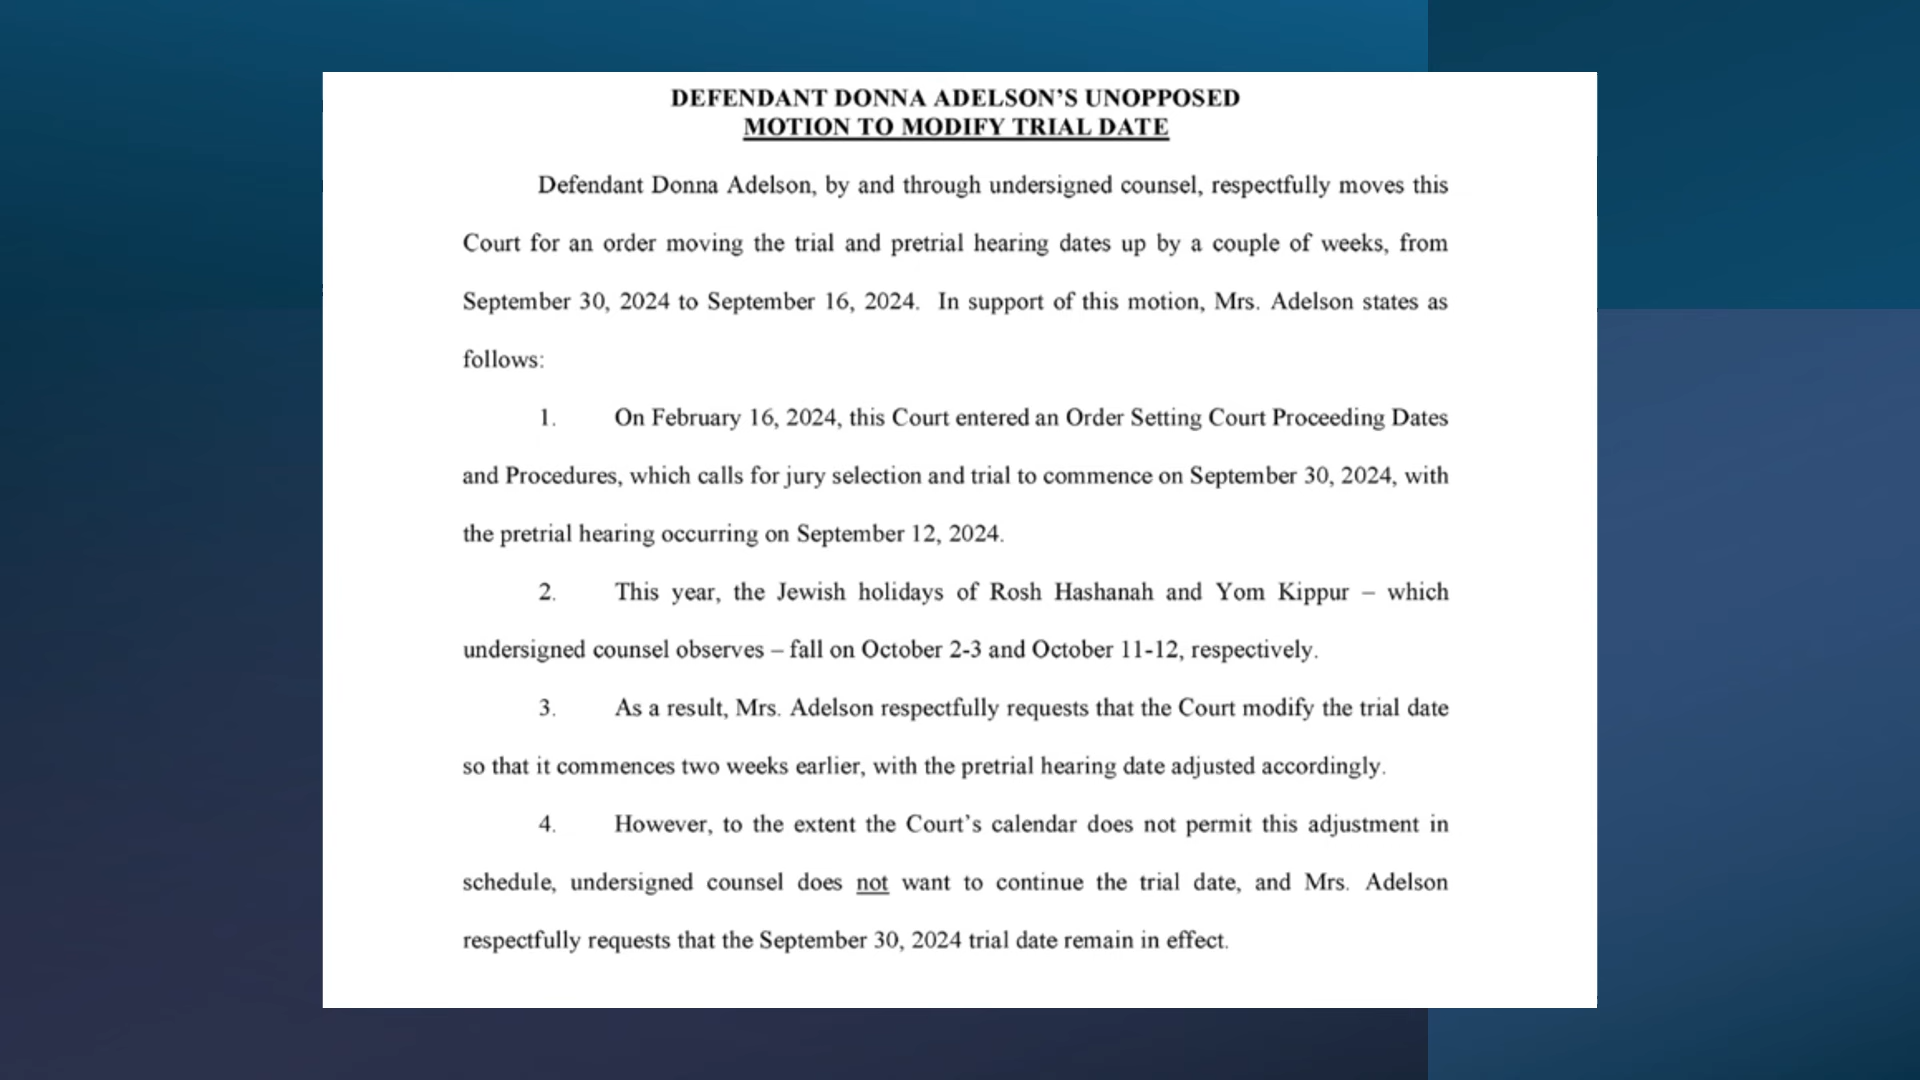 DEFENDANT DONNA ADELSON’S UNOPPOSED
MOTION TO MODIFY TRIAL DATE
Defendant Donna Adelson, by and through undersigned counsel, respectfully moves this
Court for an order moving the trial and pretrial hearing dates up by a couple of weeks, from
September 30, 2024 to September 16, 2024. In support of this motion, Mrs. Adelson states as
follows:
1. On February 16, 2024, this Court entered an Order Setting Court Proceeding Dates
and Procedures, which calls for jury selection and trial to commence on September 30, 2024, with
the pretrial hearing occurring on September 12, 2024.
2. This year, the Jewish holidays of Rosh Hashanah and Yom Kippur – which
undersigned counsel observes – fall on October 2-3 and October 11-12, respectively.
3. As a result, Mrs. Adelson respectfully requests that the Court modify the trial date
so that it commences two weeks earlier, with the pretrial hearing date adjusted accordingly.
4. However, to the extent the Court’s calendar does not permit this adjustment in
schedule, undersigned counsel does not want to continue the trial date, and Mrs. Adelson
respectfully requests that the September 30, 2024 trial date remain in effect.